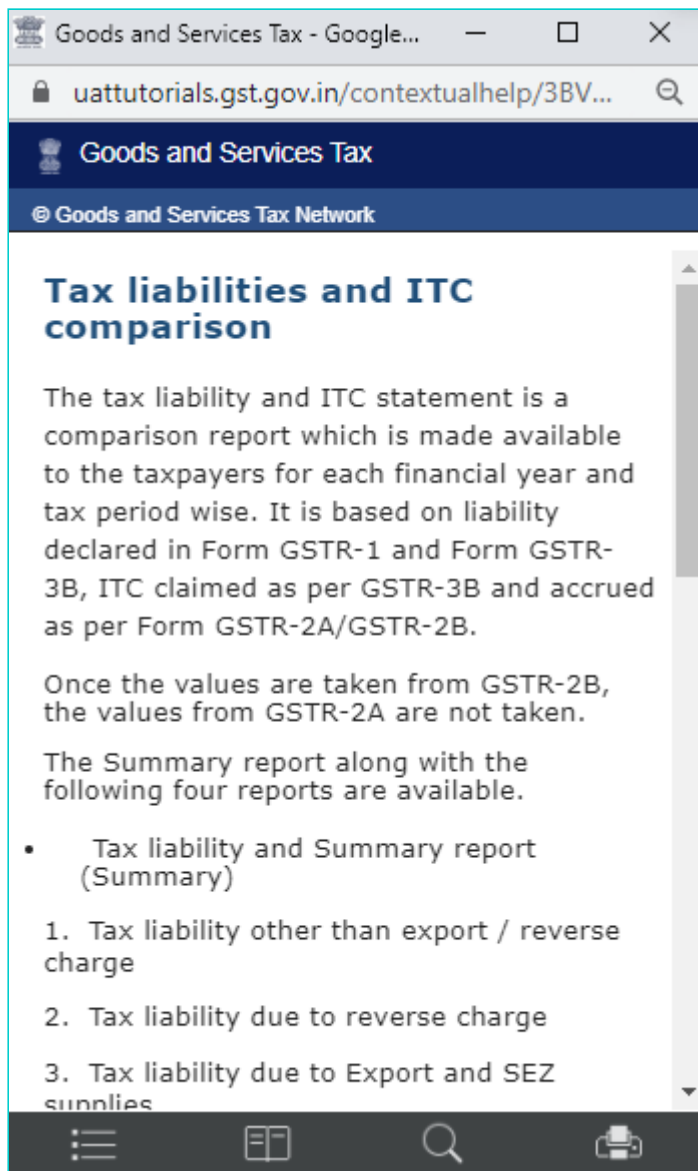 Goods and Services Tax - Google...
uattutorials.gst.gov.in/contextualhelp/3BV...
Goods and Services Tax
© Goods and Services Tax Network
Tax liabilities and ITC
comparison
The tax liability and ITC statement is a
comparison report which is made available
to the taxpayers for each financial year and
tax period wise. It is based on liability
declared in Form GSTR-1 and Form GSTR-
3B, ITC claimed as per GSTR-3B and accrued
as per Form GSTR-2A/GSTR-2B.
Once the values are taken from GSTR-2B,
the values from GSTR-2A are not taken.
The Summary report along with the
following four reports are available.
• Tax liability and Summary report
(Summary)
1. Tax liability other than export / reverse
charge
2. Tax liability due to reverse charge
3. Tax liability due to Export and SEZ
supplies